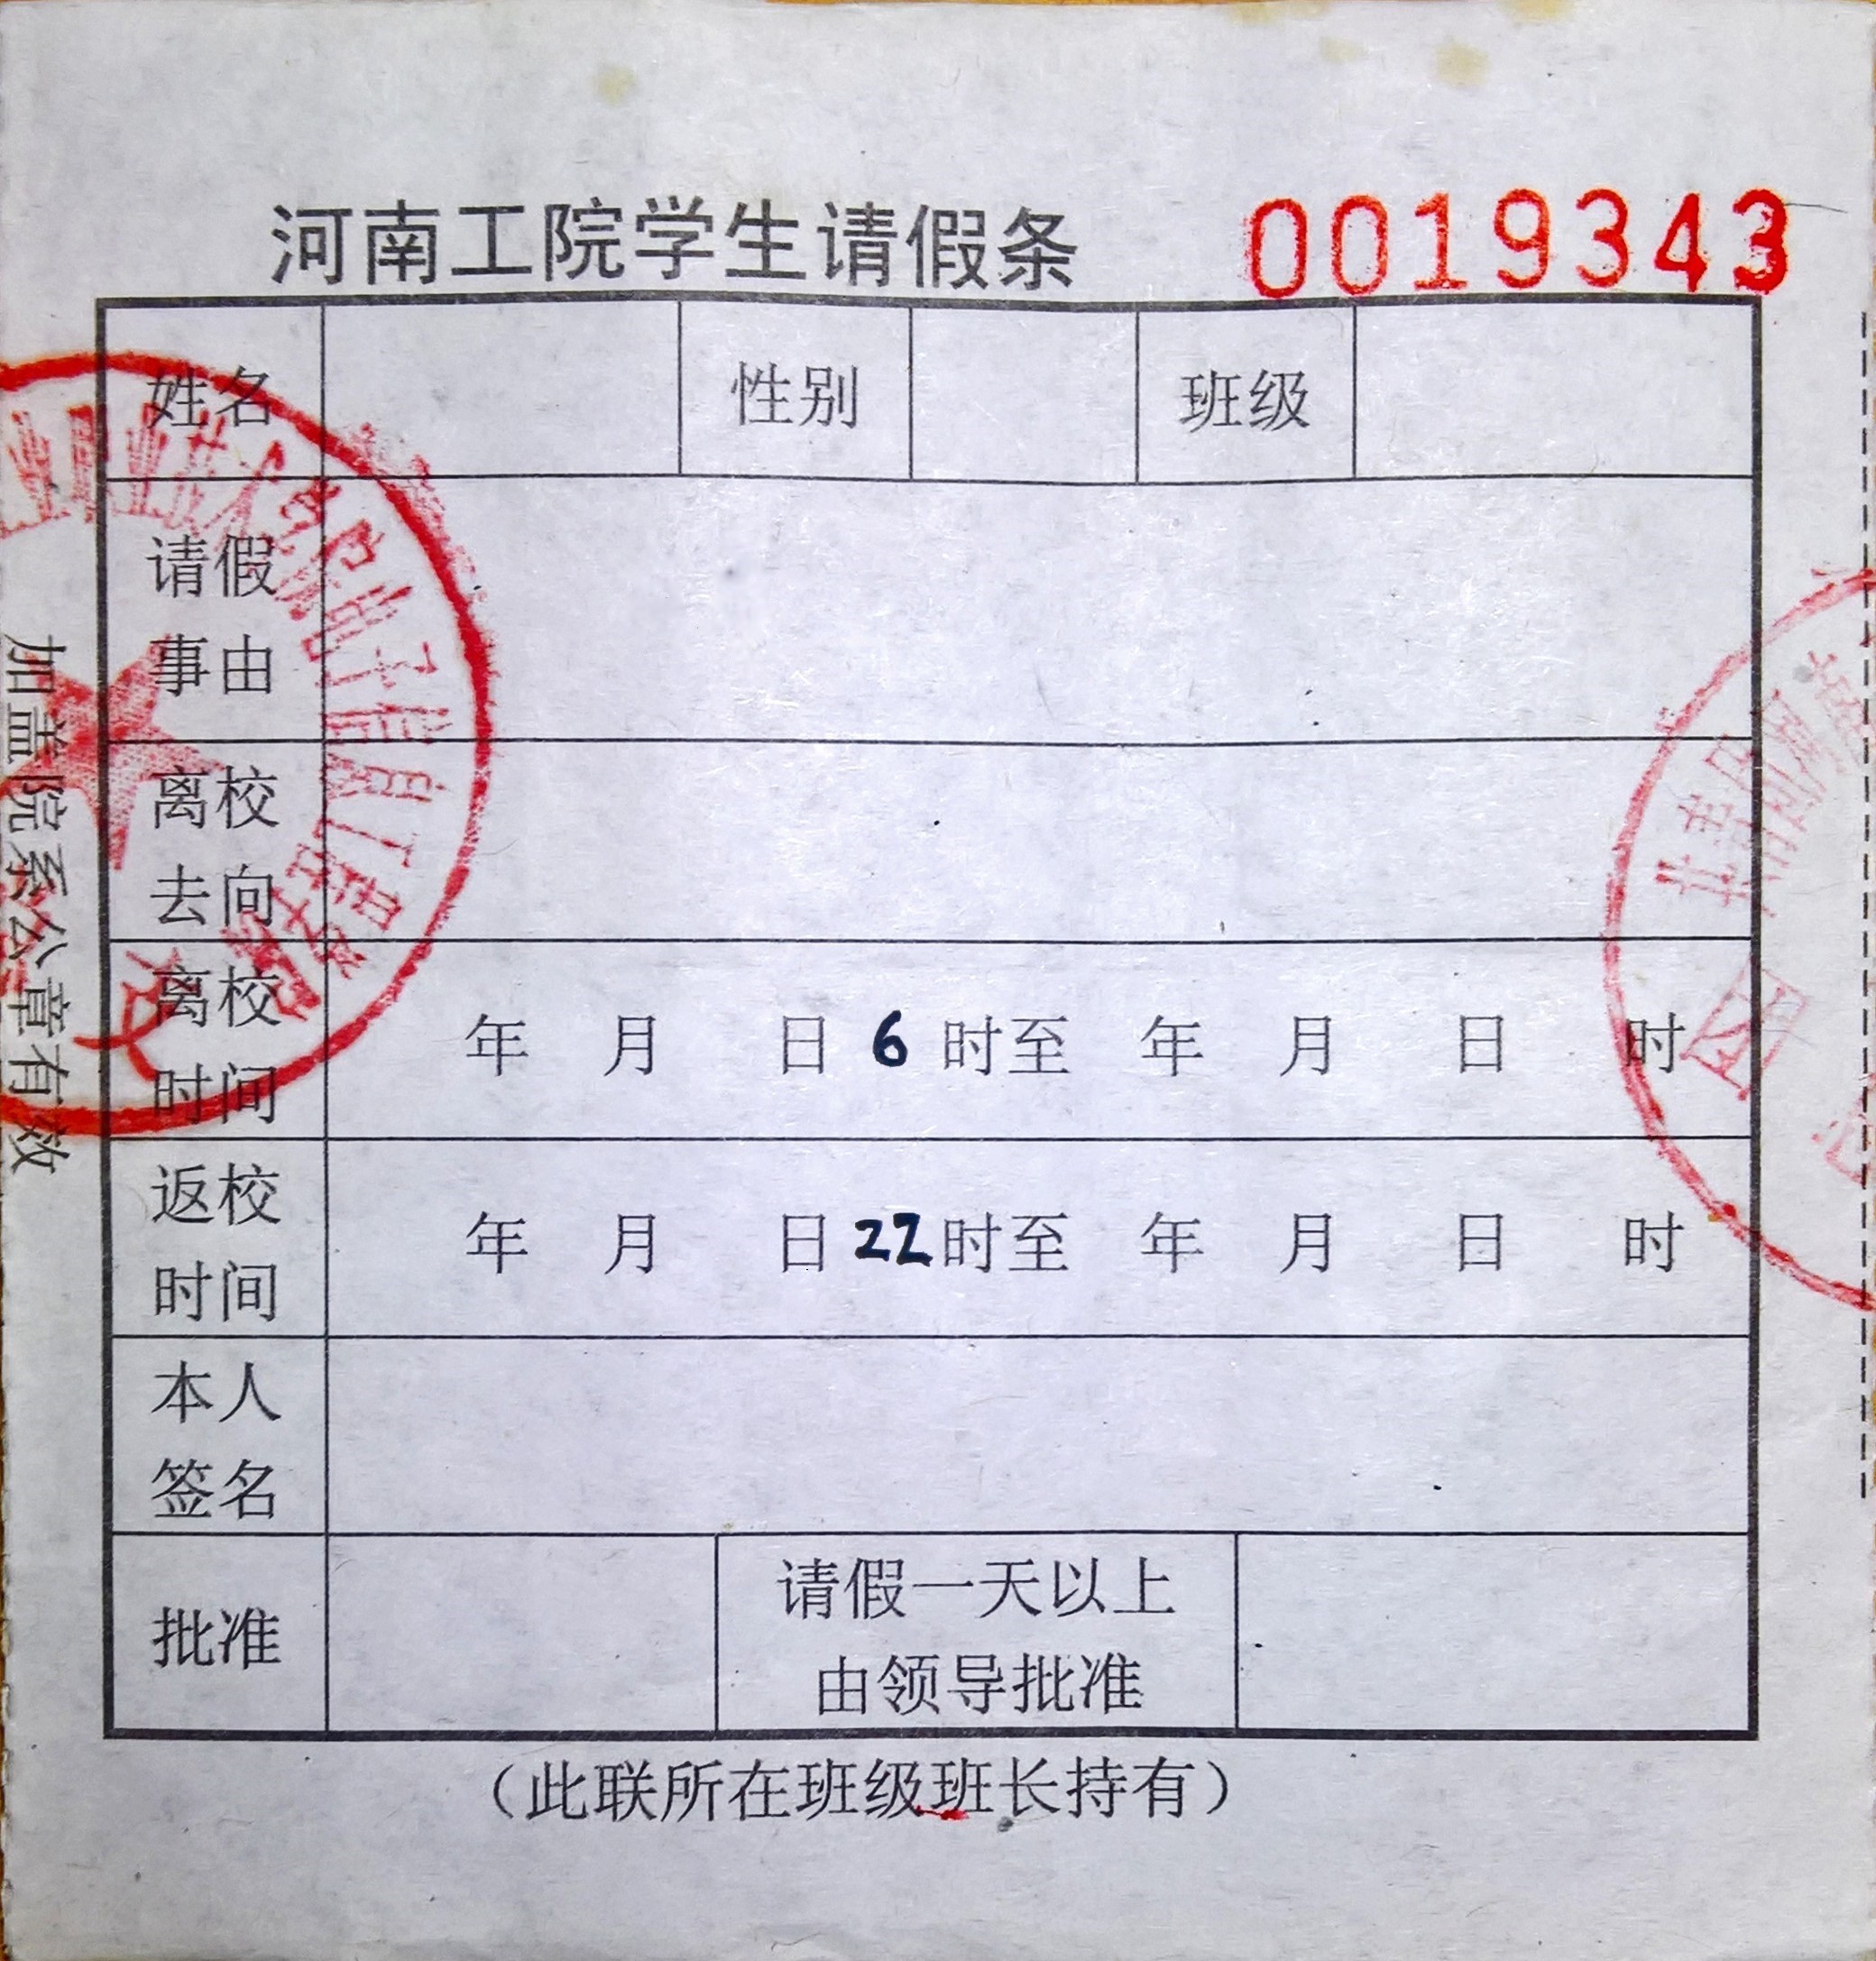 河南工院学生请假条 0019343
姓名 性别 班级
请假
事由
离校
去向
离校
时间
年 月 日 6 时至 年 月 日 时
返校
时间
年 月 日 22 时至 年 月 日 时
本人
签名
批准
请假一天以上
由领导批准
(此联所在班级班长持有)
加盖院系公章有效